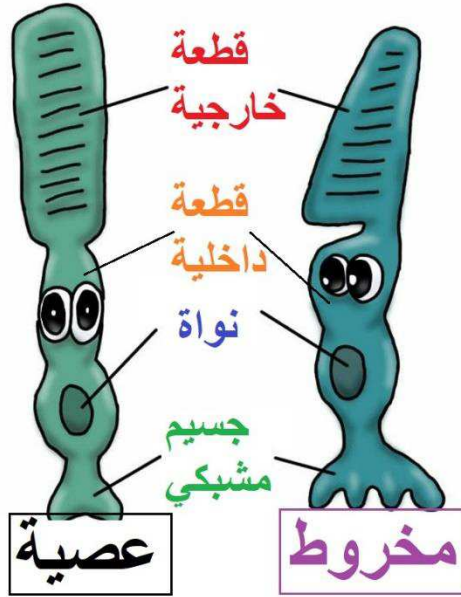 قطعة
خارجية
قطعة
داخلية
نواة
جسيم
مشبكي
عصية
مخروط